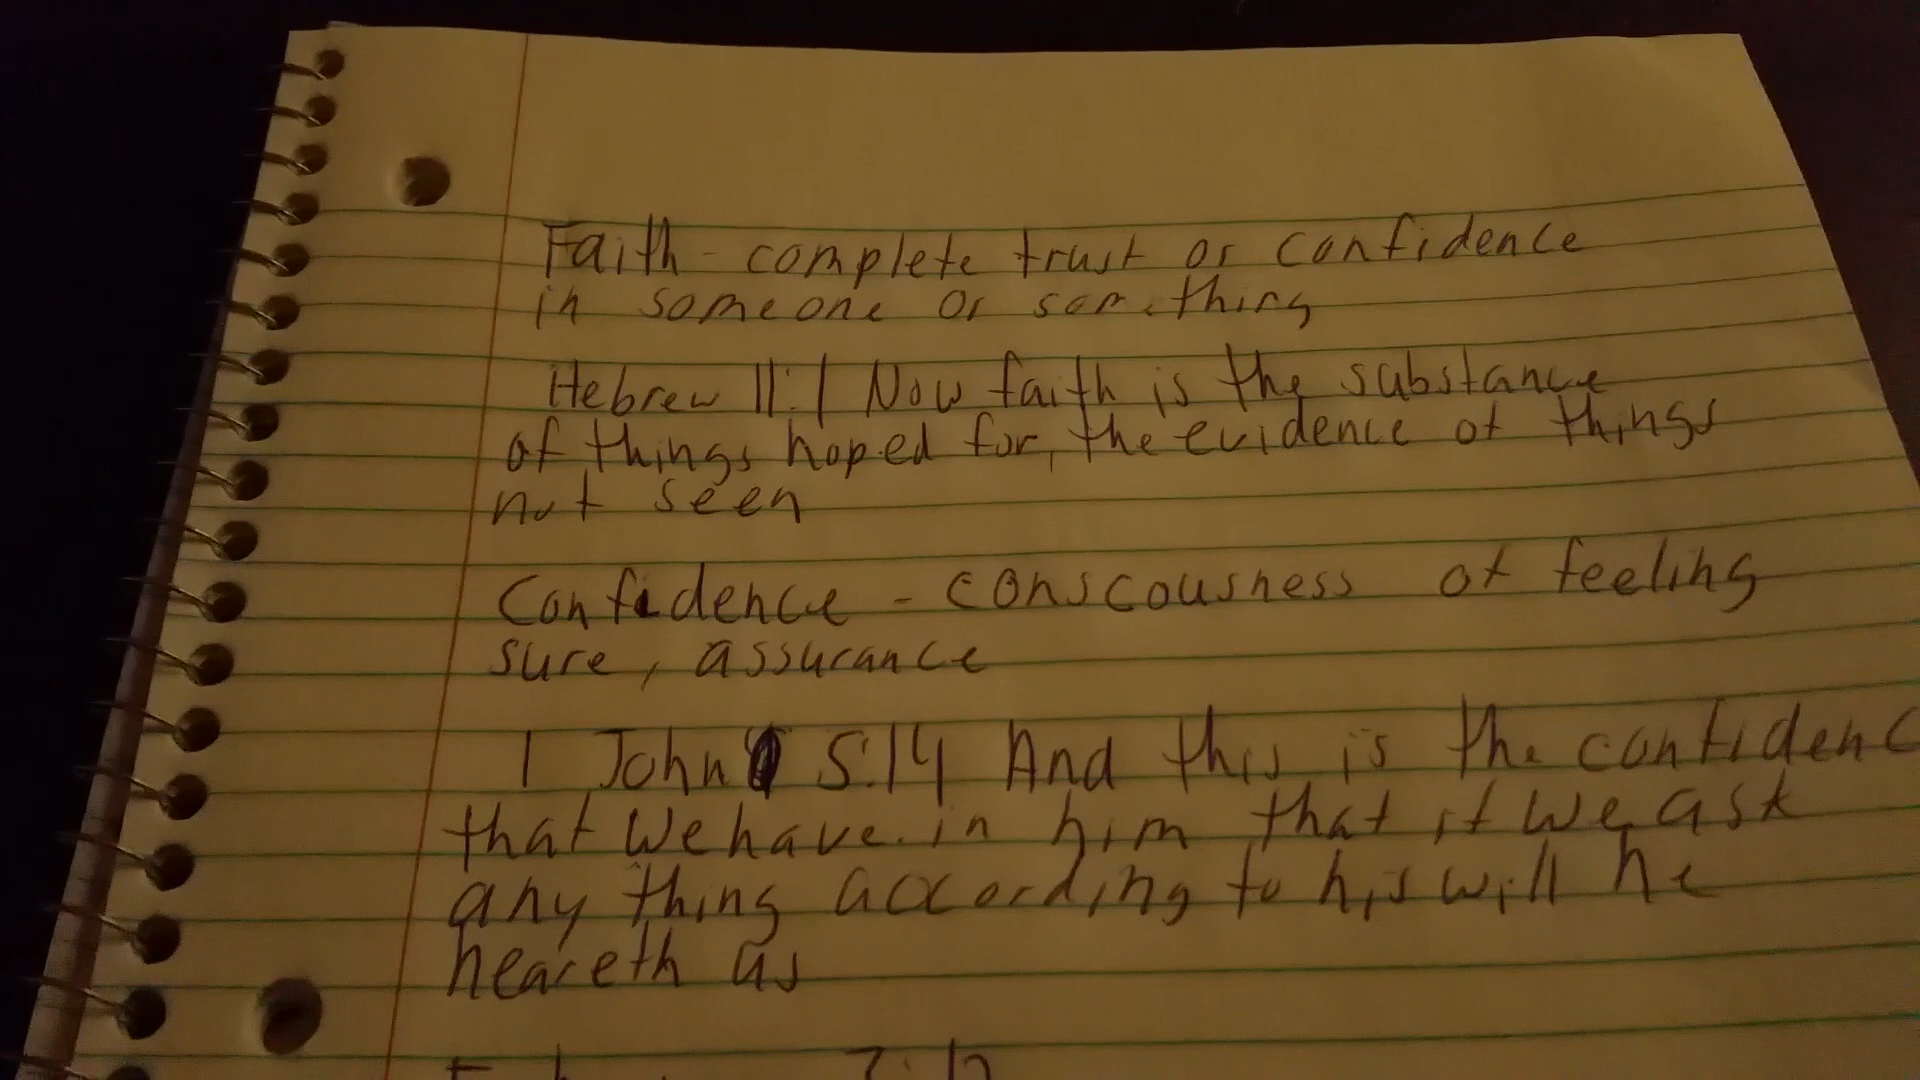 Faith - complete trust or confidence
in someone or something
Hebrew 11:1 Now faith is the substance
of things hoped for, the evidence of things
not seen
Confidence - conscousness of feeling
sure, assurance
1 John 5:14 And this is the confidenc
that we have in him that if we ask
any thing according to his will he
heareth us